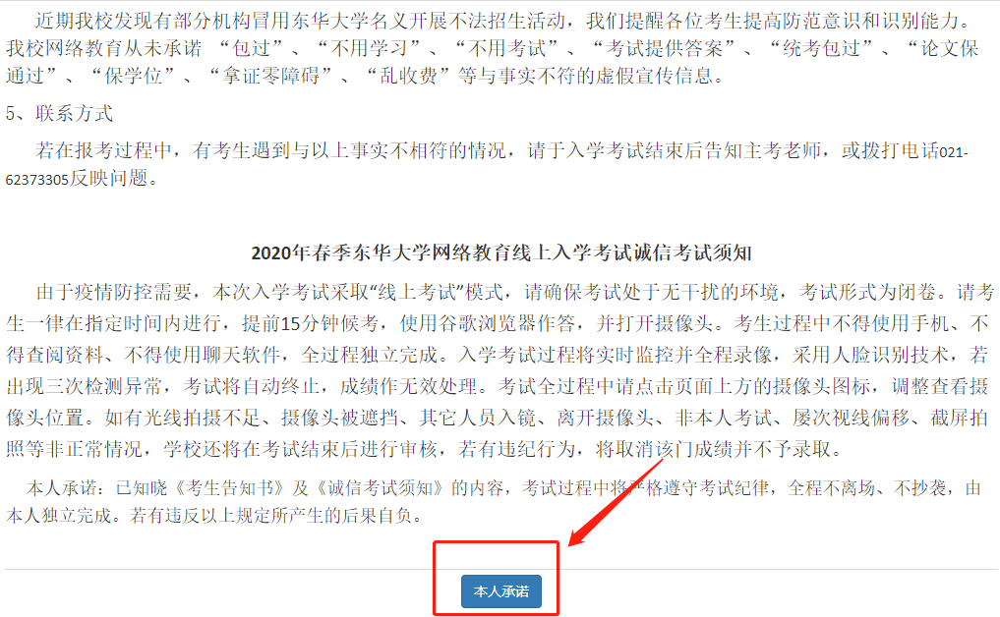 近期我校发现有部分机构冒用东华大学名义开展不法招生活动，我们提醒各位考生提高防范意识和识别能力。
我校网络教育从未承诺 “包过”、“不用学习”、“不用考试”、“考试提供答案”、“统考包过”、“论文保
通过”、“保学位”、“拿证零障碍”、“乱收费”等与事实不符的虚假宣传信息。
5、联系方式
若在报考过程中，有考生遇到与以上事实不相符的情况，请于入学考试结束后告知主考老师，或拨打电话021-
62373305反映问题。
2020年春季东华大学网络教育线上入学考试诚信考试须知
由于疫情防控需要，本次入学考试采取“线上考试”模式，请确保考试处于无干扰的环境，考试形式为闭卷。请考
生一律在指定时间内进行，提前15分钟候考，使用谷歌浏览器作答，并打开摄像头。考生过程中不得使用手机、不
得查阅资料、不得使用聊天软件，全过程独立完成。入学考试过程将实时监控并全程录像，采用人脸识别技术，若
出现三次检测异常，考试将自动终止，成绩作无效处理。考试全过程中请点击页面上方的摄像头图标，调整查看摄
像头位置。如有光线拍摄不足、摄像头被遮挡、其它人员入镜、离开摄像头、非本人考试、屡次视线偏移、截屏拍
照等非正常情况，学校还将在考试结束后进行审核，若有违纪行为，将取消该门成绩并不予录取。
本人承诺：已知晓《考生告知书》及《诚信考试须知》的内容，考试过程中将严格遵守考试纪律，全程不离场、不抄袭，由
本人独立完成。若有违反以上规定所产生的后果自负。
本人承诺